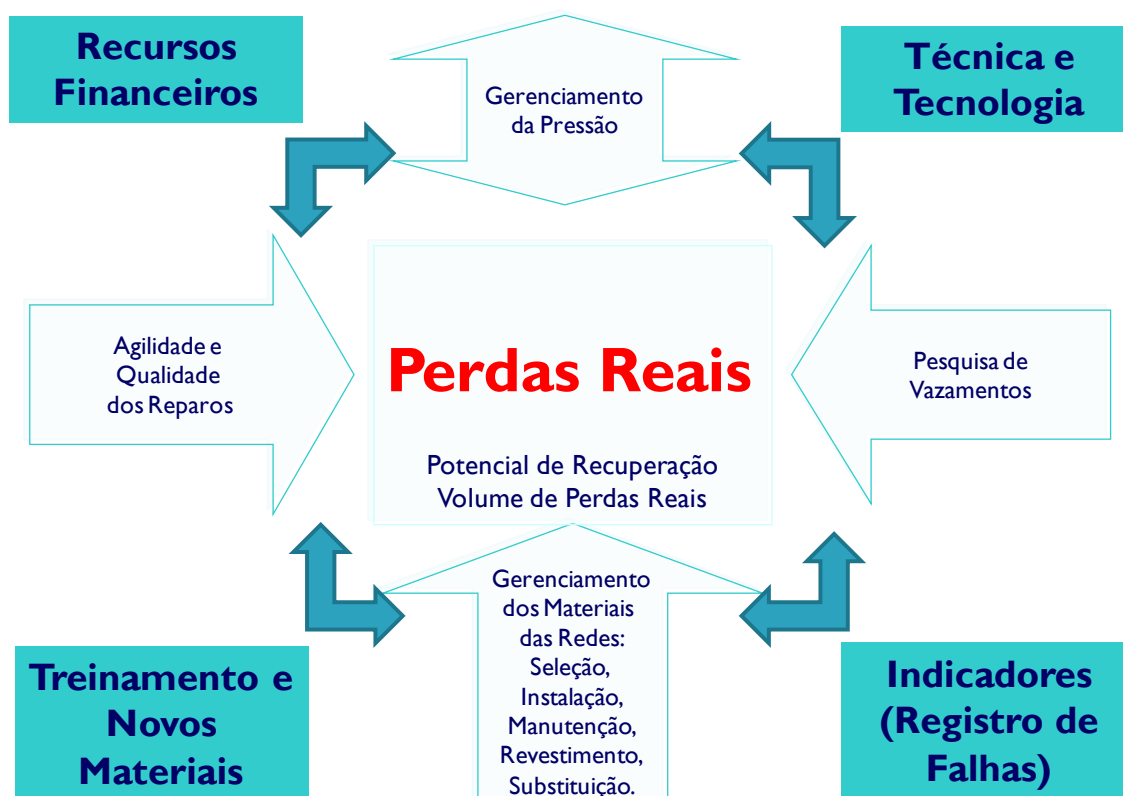 Recursos
Financeiros
Gerenciamento
da Pressão
Técnica e
Tecnologia
Agilidade e
Qualidade
dos Reparos
Perdas Reais
Potencial de Recuperação
Volume de Perdas Reais
Pesquisa de
Vazamentos
Treinamento e
Novos
Materiais
Gerenciamento
dos Materiais
das Redes:
Seleção,
Instalação,
Manutenção,
Revestimento,
Substituição.
Indicadores
(Registro de
Falhas)